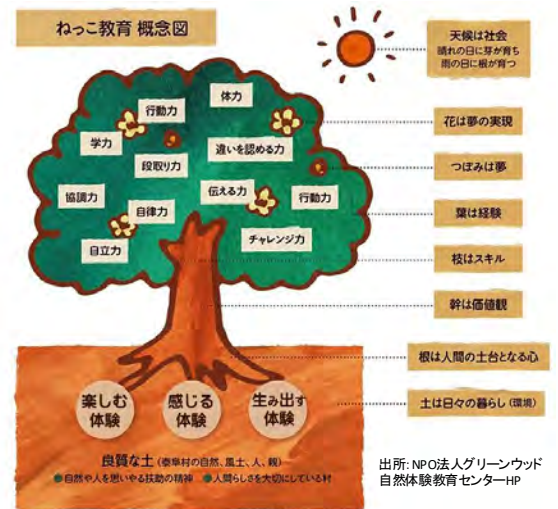 ねっこ教育 概念図
天候は社会
晴れの日に芽が育ち
雨の日に根が育つ
体力
行動力
学力
違いを認める力
段取り力
協調力
伝える力
行動力
自律力
自立力
チャレンジ力
花は夢の実現
つぼみは夢
葉は経験
枝はスキル
幹は価値観
根は人間の土台となる心
土は日々の暮らし（環境）
楽しむ
体験
感じる
体験
生み出す
体験
良質な土（泰阜村の自然、風土、人、親）
●自然や人を思いやる扶助の精神 ●人間らしさを大切にしている村
出所：NPO法人グリーンウッド
自然体験教育センターHP